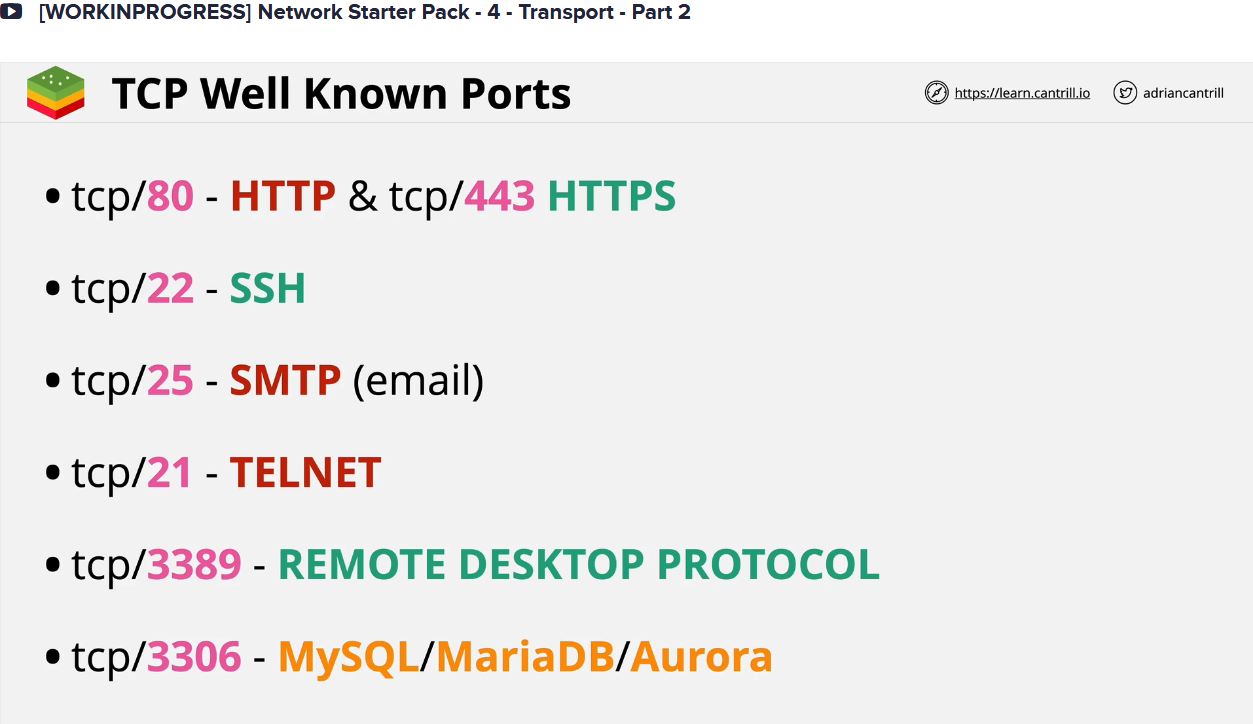 [WORKINPROGRESS] Network Starter Pack - 4 - Transport - Part 2
TCP Well Known Ports
https://learn.cantrill.io
adriancantrill
• tcp/80 - HTTP & tcp/443 HTTPS
• tcp/22 - SSH
• tcp/25 - SMTP (email)
• tcp/21 - TELNET
• tcp/3389 - REMOTE DESKTOP PROTOCOL
• tcp/3306 - MySQL/MariaDB/Aurora